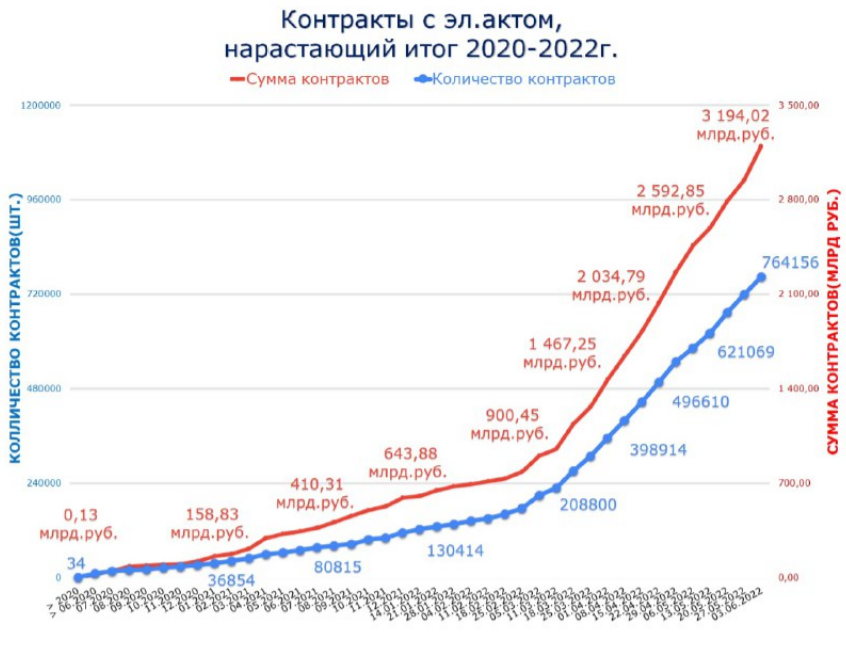 Контракты с эл.актом,
нарастающий итог 2020-2022г.
Сумма контрактов Количество контрактов
КОЛЛИЧЕСТВО КОНТРАКТОВ(ШТ.)
1200000
960000
720000
480000
240000
0
3 500,00
2 800,00
2 100,00
1 400,00
700,00
0,00
СУММА КОНТРАКТОВ(МЛРД РУБ.)
3 194,02
млрд.руб.
2 592,85
млрд.руб.
2 034,79
млрд.руб.
1 467,25
млрд.руб.
900,45
млрд.руб.
643,88
млрд.руб.
410,31
млрд.руб.
158,83
млрд.руб.
0,13
млрд.руб.
34
36854
80815
130414
208800
398914
496610
621069
764156
03.06.2022